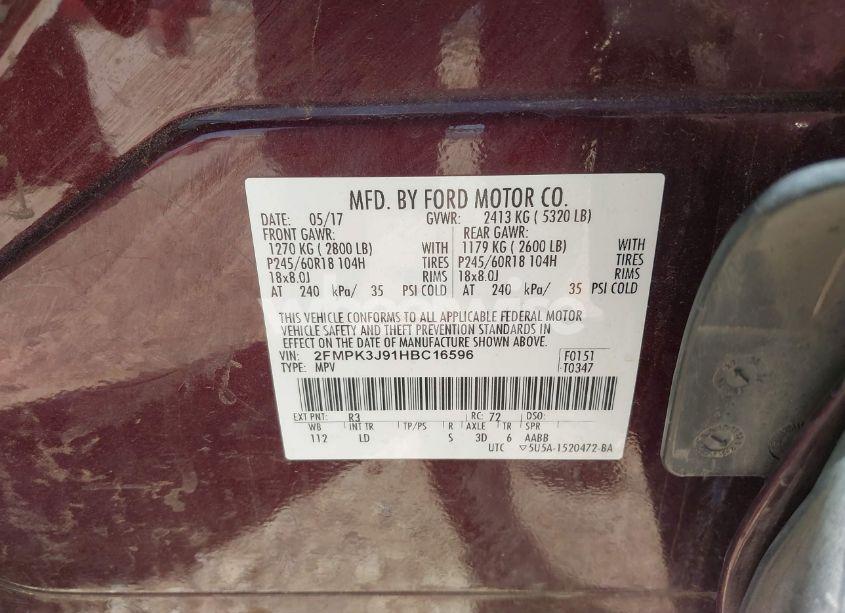 MFD. BY FORD MOTOR CO.
DATE: 05/17 GVWR: 2413 KG ( 5320 LB)
FRONT GAWR: REAR GAWR:
1270 KG ( 2800 LB) WITH 1179 KG ( 2600 LB) WITH
P245/60R18 104H TIRES P245/60R18 104H TIRES
18x8.0J RIMS 18x8.0J RIMS
AT 240 kPa/ 35 PSI COLD AT 240 kPa/ 35 PSI COLD
THIS VEHICLE CONFORMS TO ALL APPLICABLE FEDERAL MOTOR
VEHICLE SAFETY AND THEFT PREVENTION STANDARDS IN
EFFECT ON THE DATE OF MANUFACTURE SHOWN ABOVE.
VIN: 2FMPK3J91HBC16596 F0151
TYPE: MPV T0347
EXT PNT: R3 RC: 72 DSO:
WB INT TR TP/PS R AXLE TR SPR
112 LD S 3D 6 AABB
UTC ▽5U5A-1520472-BA